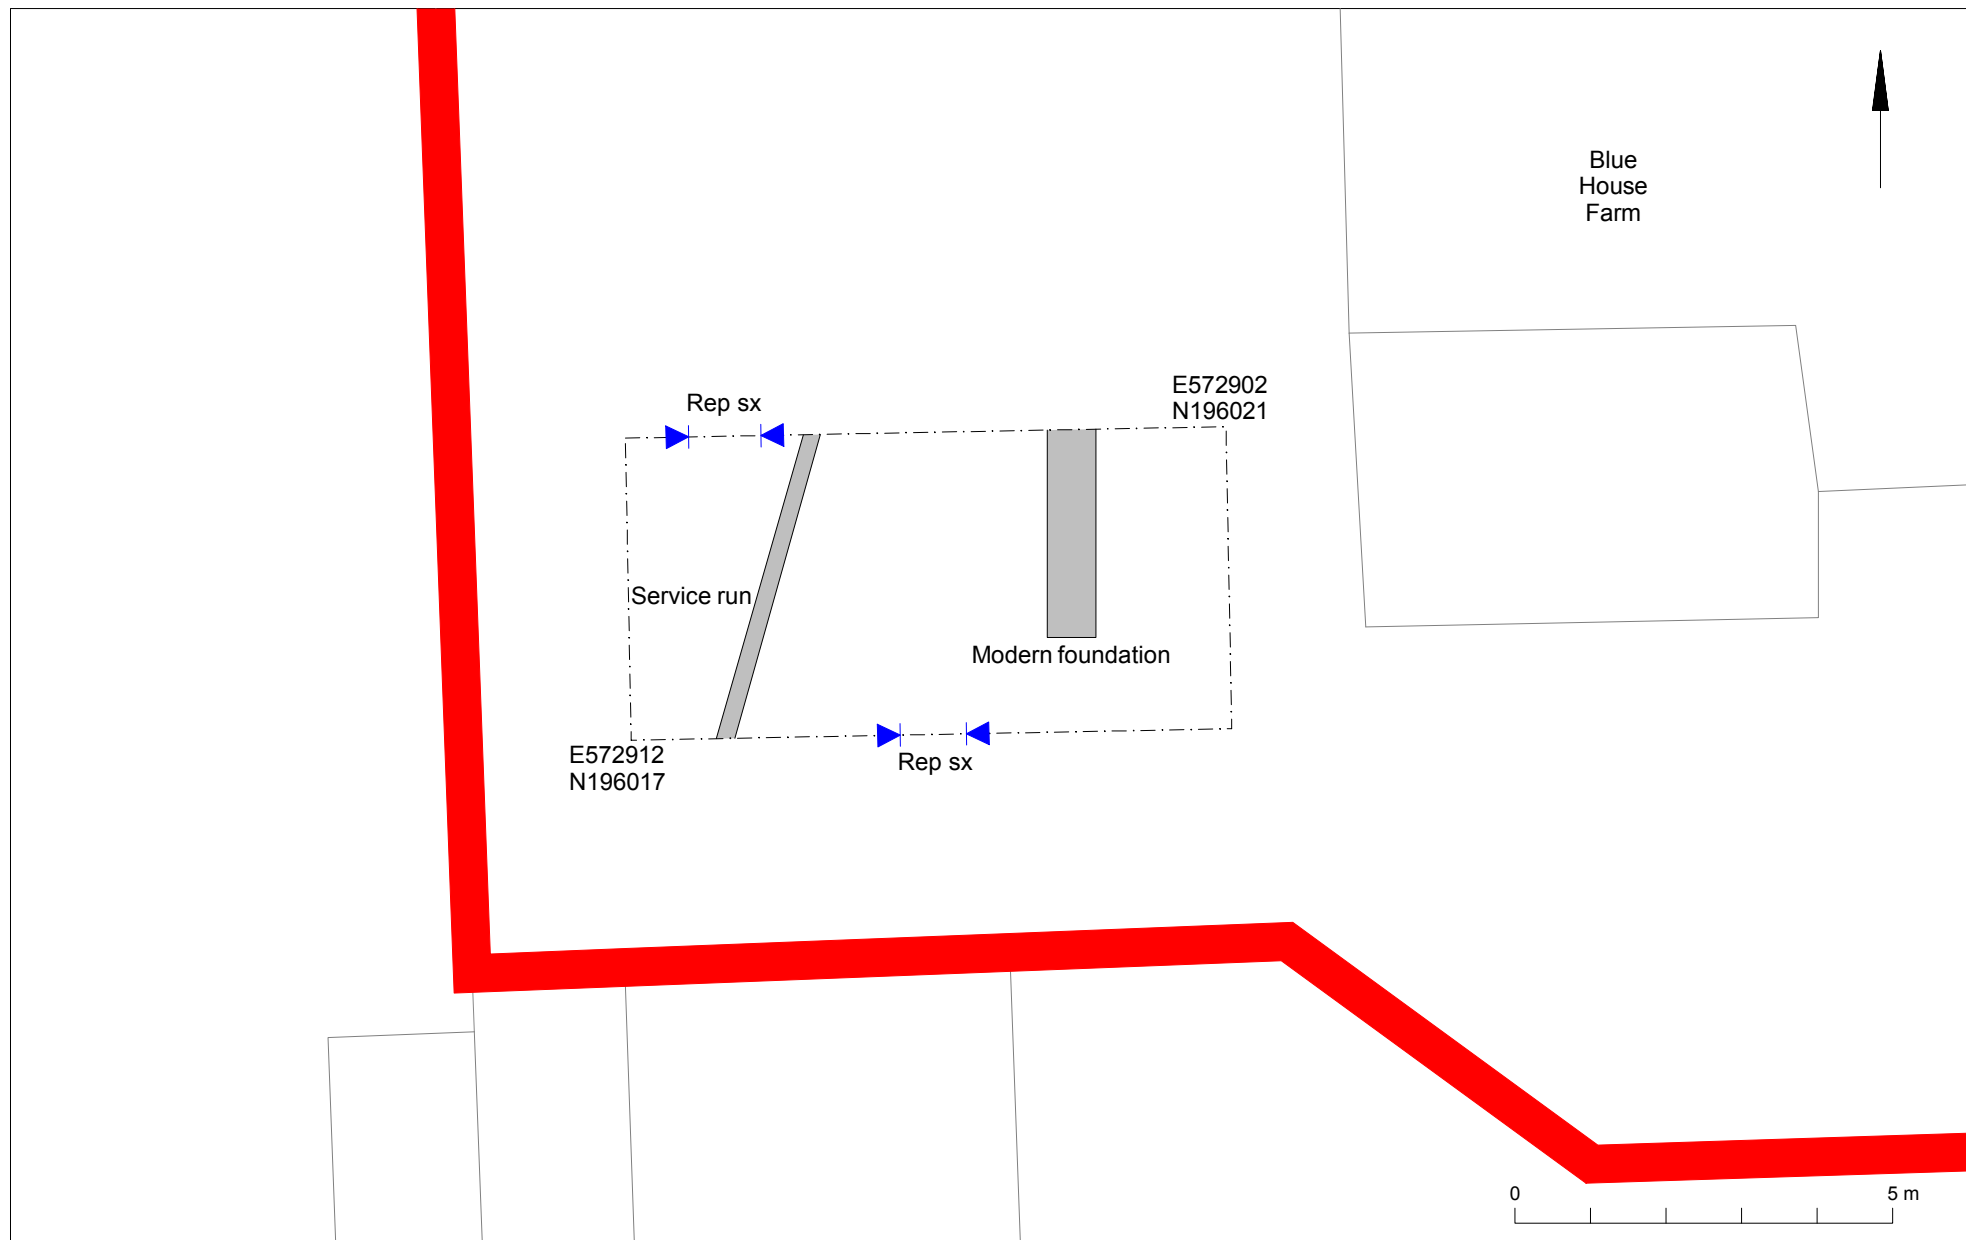 Blue
House
Farm
E572902
N196021
Rep sx
Service run
Modern foundation
E572912
N196017
Rep sx
0
5 m